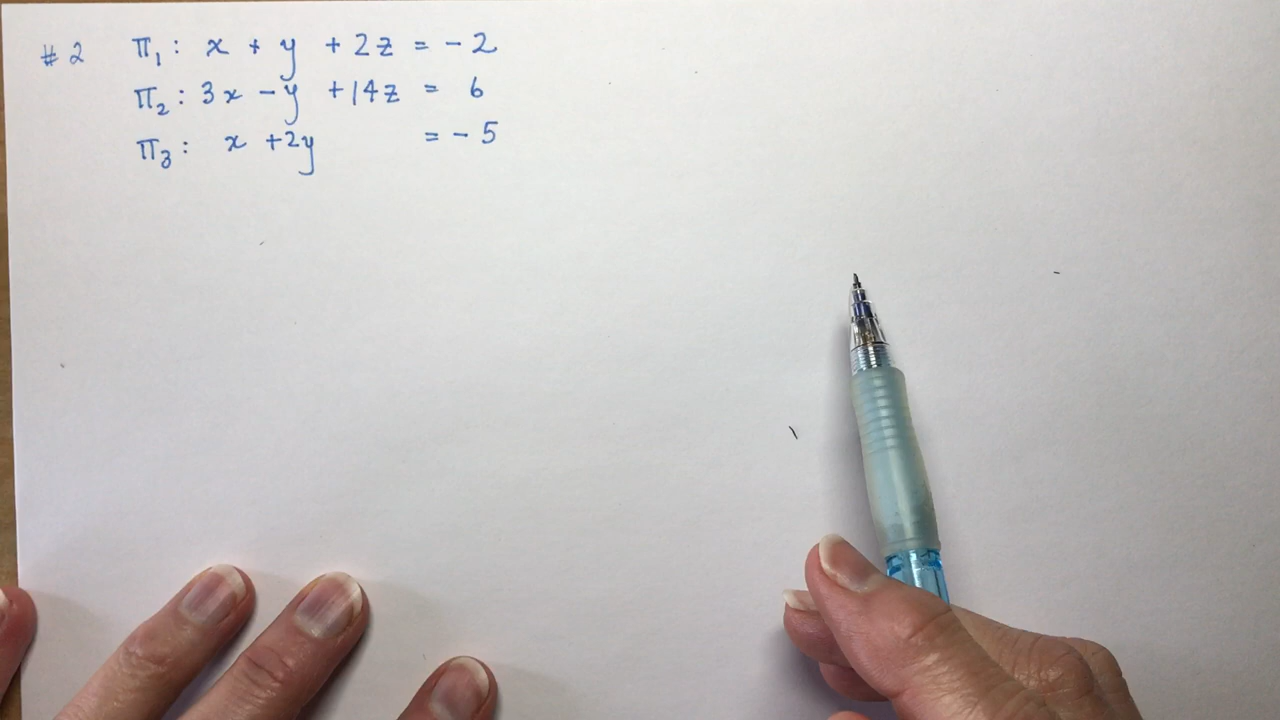 #2 π₁: x + y + 2z = -2
π₂: 3x - y + 14z = 6
π₃: x + 2y = -5